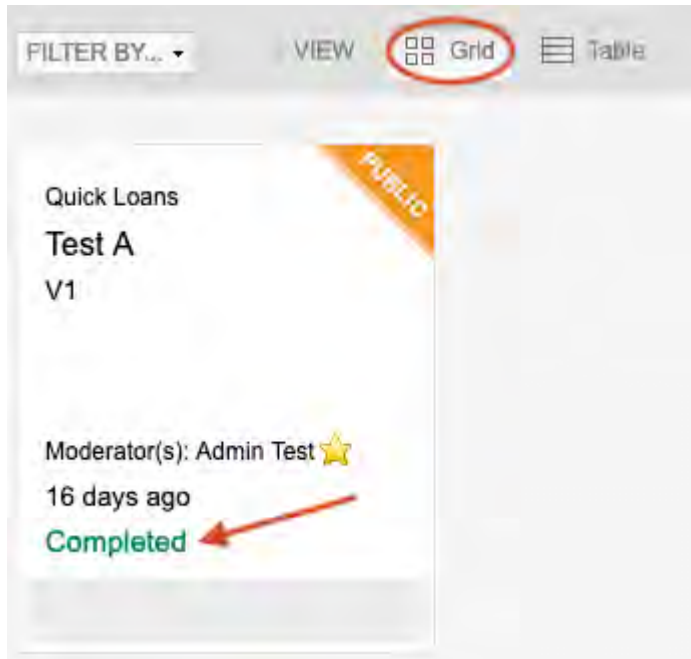 FILTER BY... VIEW Grid Table
PUBLIC
Quick Loans
Test A
V1
Moderator(s): Admin Test
16 days ago
Completed